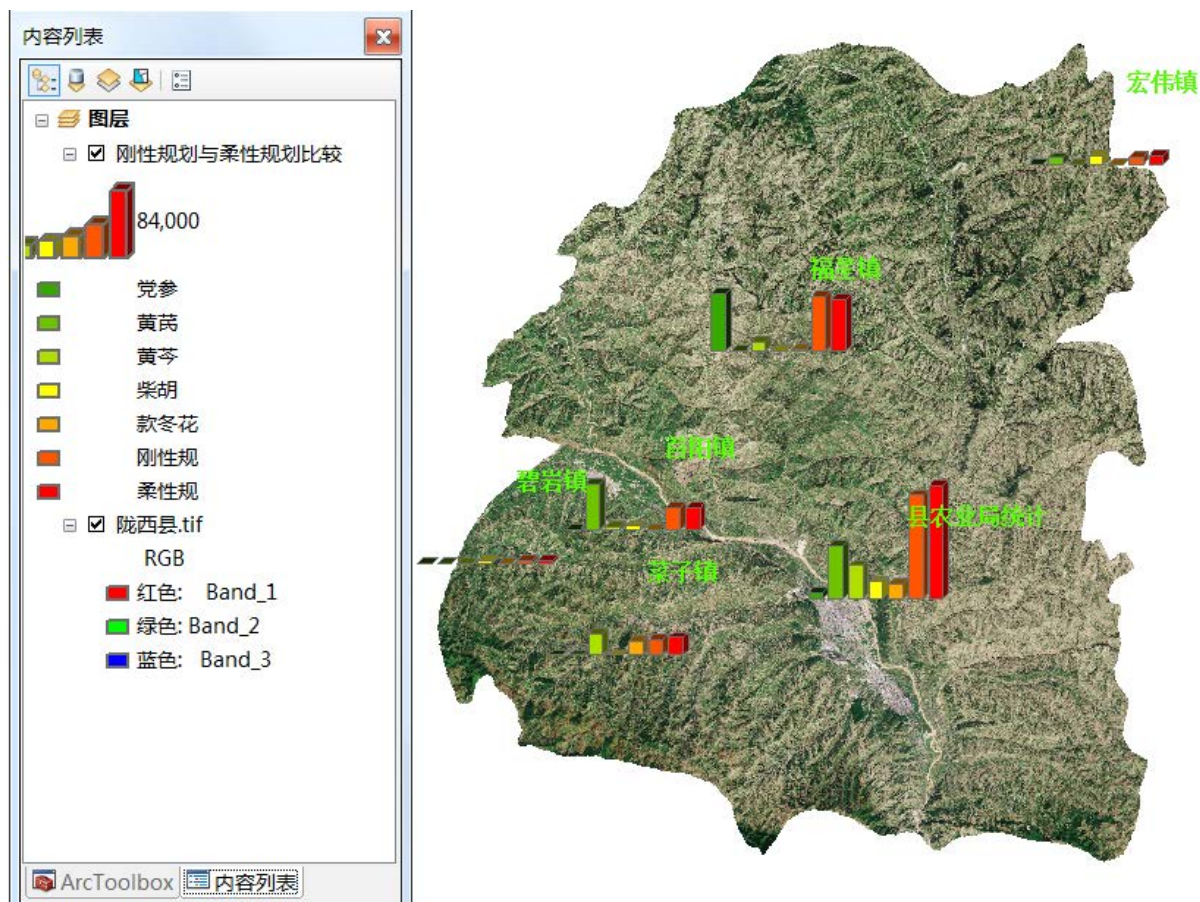 内容列表
图层
刚性规划与柔性规划比较
84,000
党参
黄芪
黄芩
柴胡
款冬花
刚性规
柔性规
陇西县.tif
RGB
红色: Band_1
绿色: Band_2
蓝色: Band_3
ArcToolbox
内容列表
宏伟镇
福星镇
首阳镇
碧岩镇
县农业局统计
菜子镇